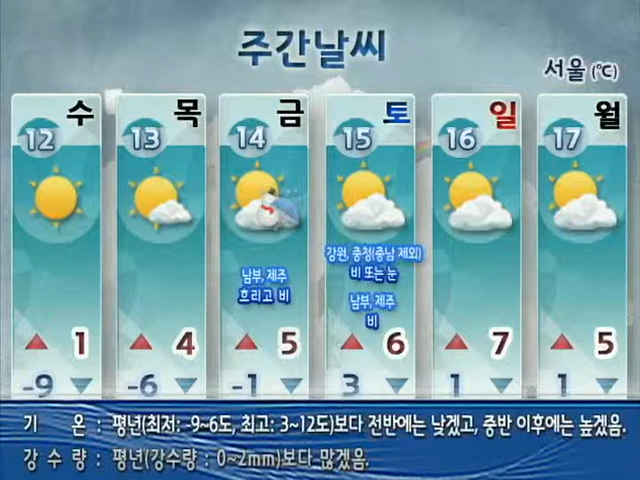 주간날씨
서울 (℃)
수 목 금 토 일 월
12 13 14 15 16 17
강원, 충청(충남 제외)
비 또는 눈
남부, 제주
흐리고 비
남부, 제주
비
1 4 5 6 7 5
-9 -6 -1 3 1 1
기 온 : 평년(최저: -9~6도, 최고: 3~12도)보다 전반에는 낮겠고, 중반 이후에는 높겠음.
강 수 량 : 평년(강수량 : 0~2mm)보다 많겠음.